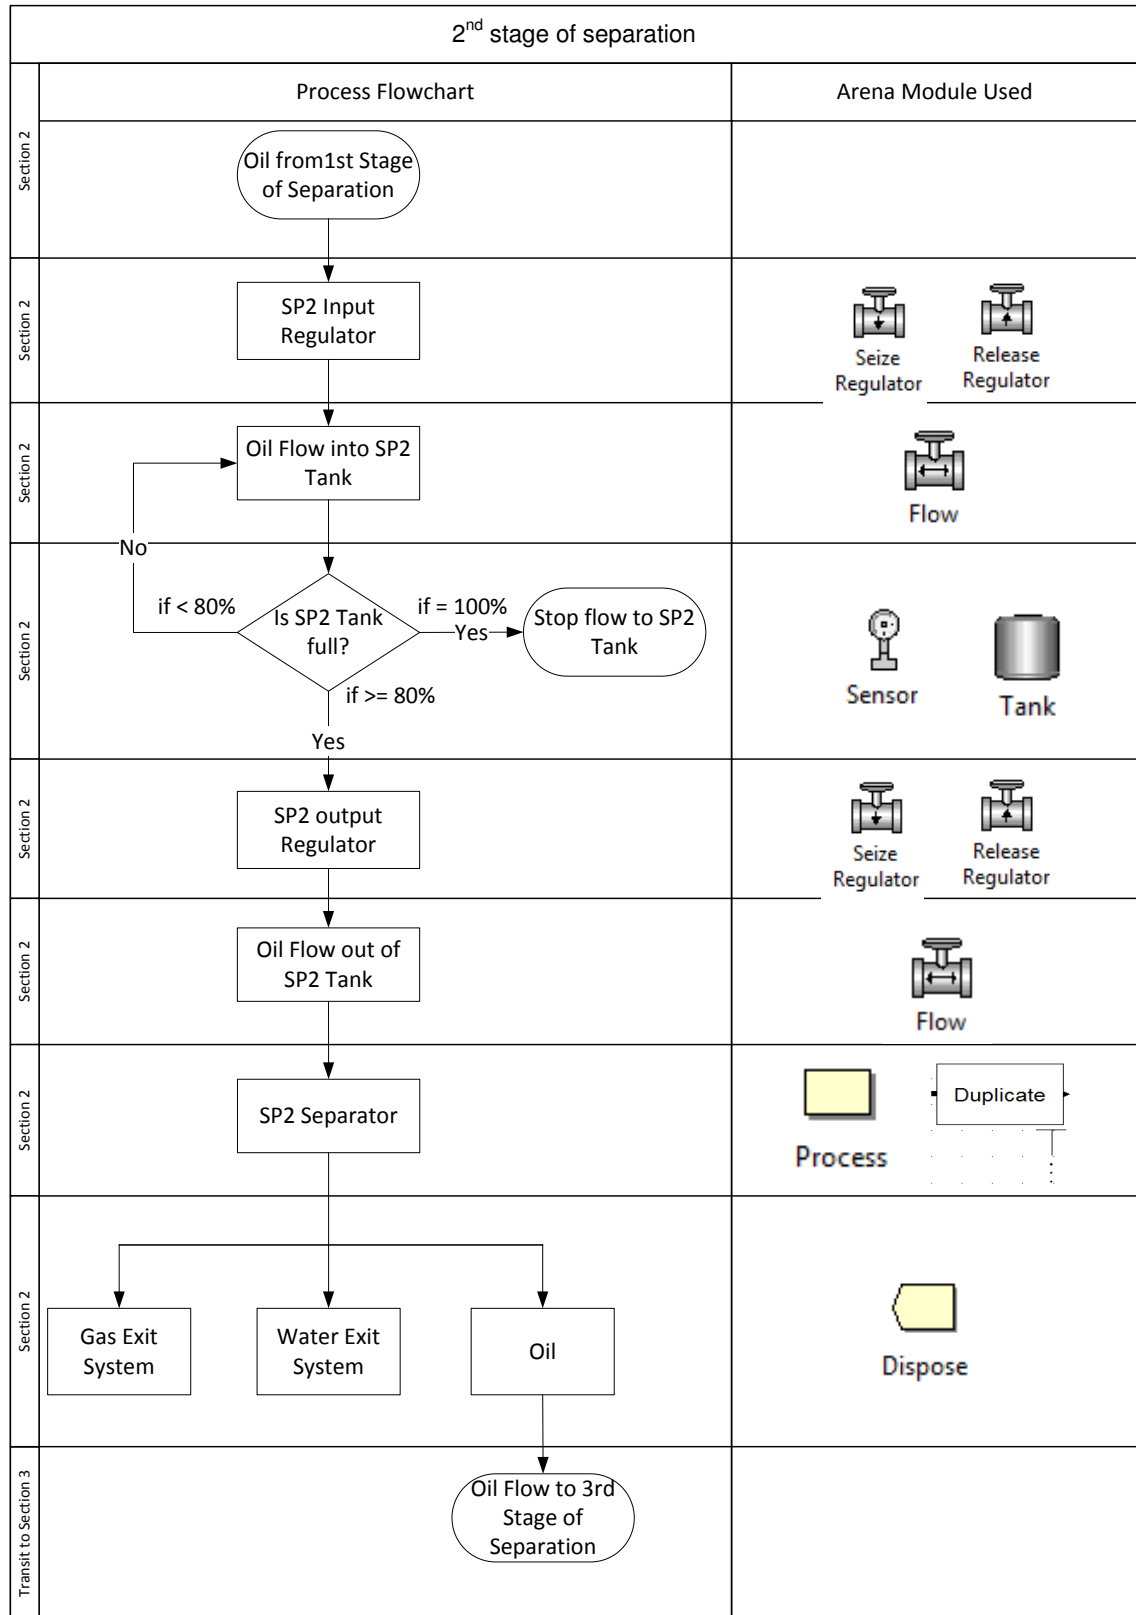 2nd stage of separation
Process Flowchart
Arena Module Used
Section 2
Oil from1st Stage
of Separation
Section 2
SP2 Input
Regulator
Seize
Regulator
Release
Regulator
Section 2
Oil Flow into SP2
Tank
Flow
No
Section 2
if < 80%
Is SP2 Tank
full?
if = 100%
Yes
Stop flow to SP2
Tank
if >= 80%
Yes
Sensor
Tank
Section 2
SP2 output
Regulator
Seize
Regulator
Release
Regulator
Section 2
Oil Flow out of
SP2 Tank
Flow
Section 2
SP2 Separator
Process
Duplicate
Section 2
Gas Exit
System
Water Exit
System
Oil
Dispose
Transit to Section 3
Oil Flow to 3rd
Stage of
Separation